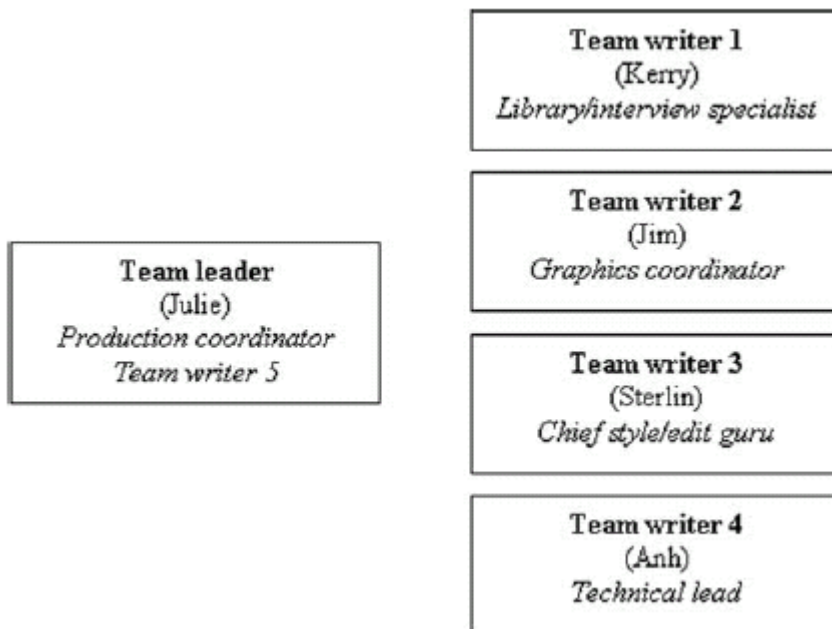 Team writer 1
(Kerry)
Library/interview specialist
Team writer 2
(Jim)
Graphics coordinator
Team leader
(Julie)
Production coordinator
Team writer 5
Team writer 3
(Sterlin)
Chief style/edit guru
Team writer 4
(Anh)
Technical lead